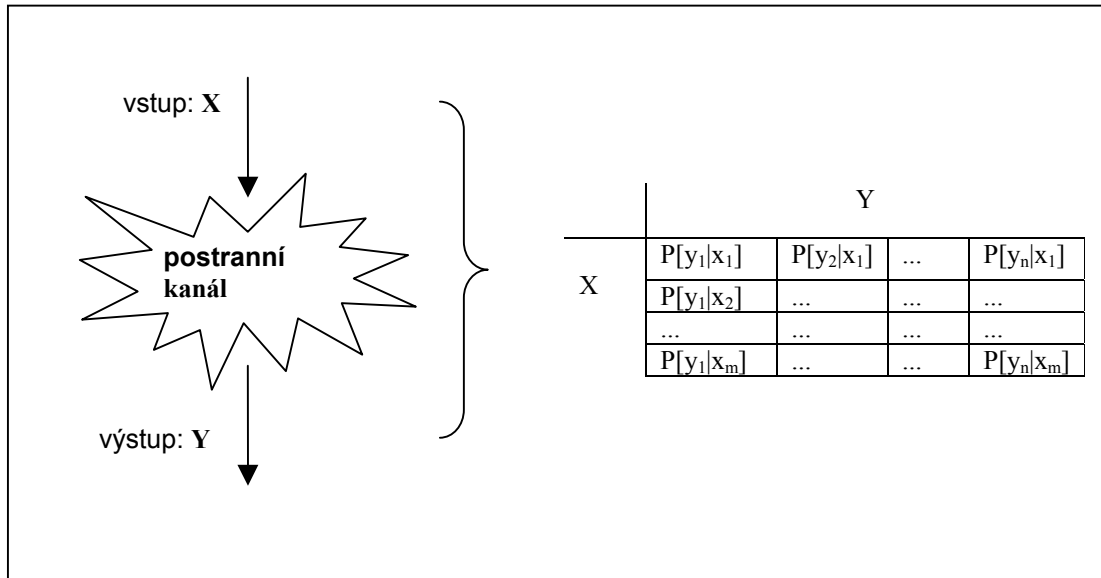 vstup: X
postranní
kanál
výstup: Y
Y
X
P[y₁|x₁] P[y₂|x₁] ... P[yₙ|x₁]
P[y₁|x₂] ... ... ...
... ... ... ...
P[y₁|xₘ] ... ... P[yₙ|xₘ]